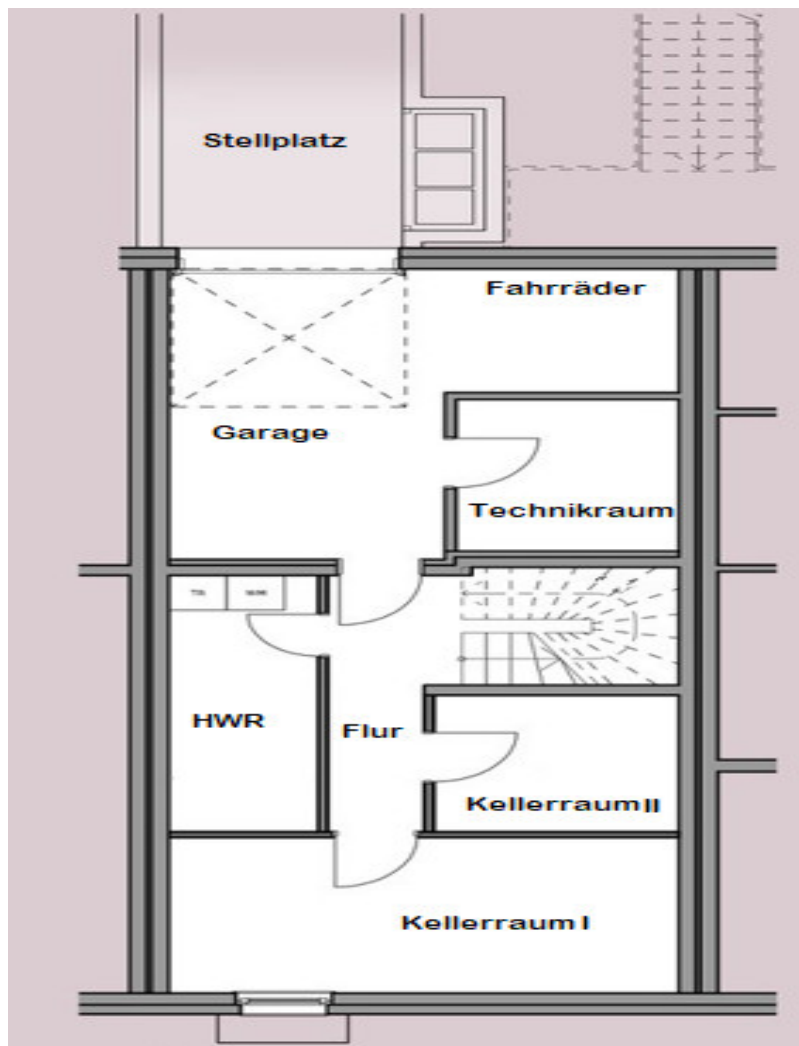 Stellplatz
Fahrräder
Garage
Technikraum
HWR
Flur
Kellerraum II
Kellerraum I